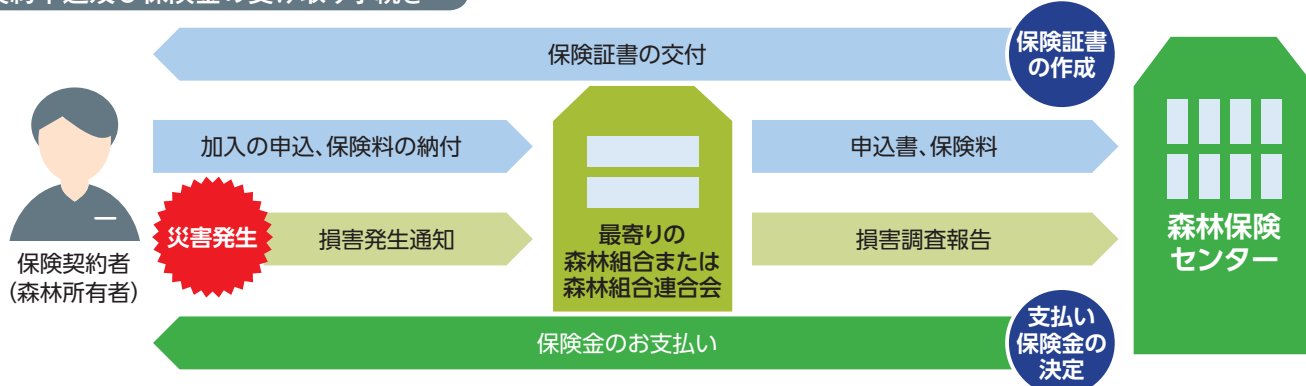 保険証書の交付
保険証書
の作成
加入の申込、保険料の納付
申込書、保険料
災害発生
損害発生通知
損害調査報告
最寄りの
森林組合または
森林組合連合会
森林保険
センター
保険契約者
(森林所有者)
保険金のお支払い
支払い
保険金の
決定